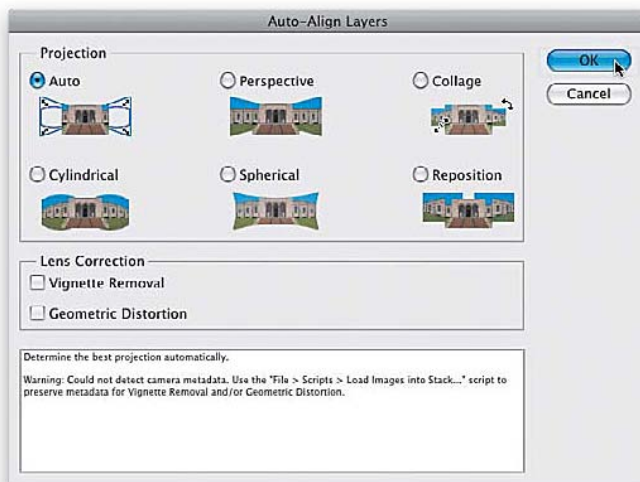 Auto-Align Layers
Projection
Auto
Perspective
Collage
Cylindrical
Spherical
Reposition
OK
Cancel
Lens Correction
Vignette Removal
Geometric Distortion
Determine the best projection automatically.
Warning: Could not detect camera metadata. Use the "File > Scripts > Load Images into Stack..." script to
preserve metadata for Vignette Removal and/or Geometric Distortion.